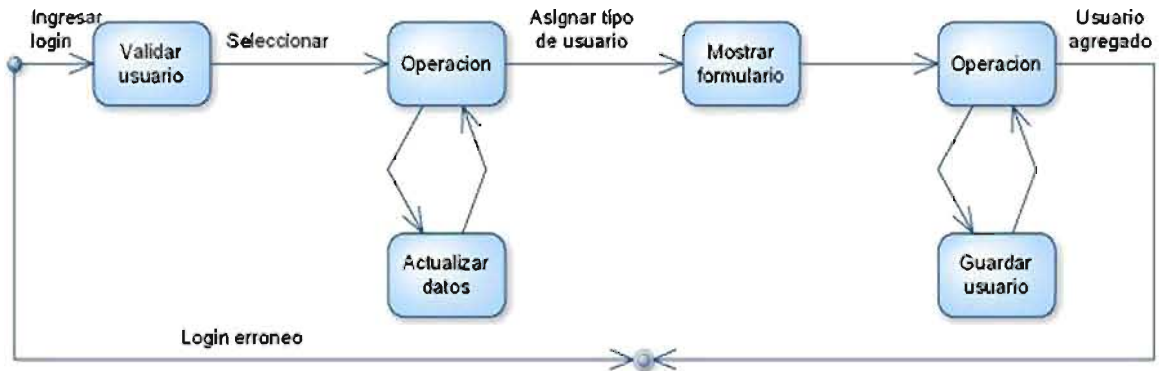 Ingresar
login
Validar
usuario
Seleccionar
Operacion
Asignar tipo
de usuario
Mostrar
formulario
Operacion
Usuario
agregado
Actualizar
datos
Guardar
usuario
Login erroneo